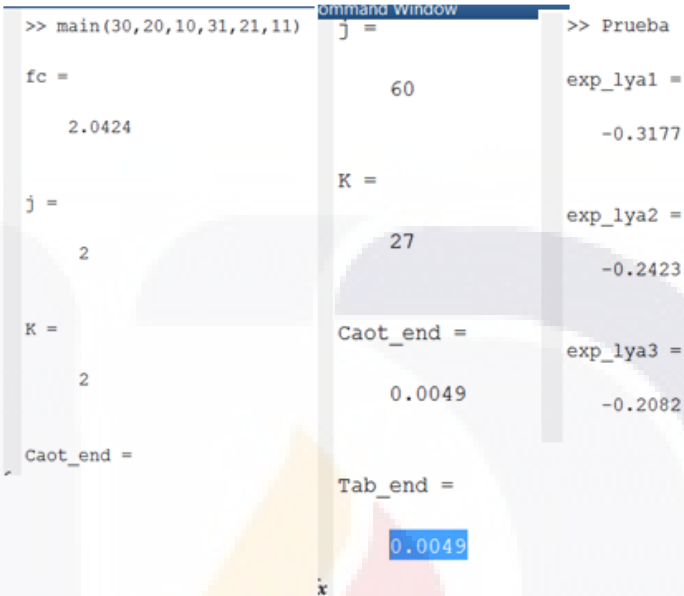 >> main(30,20,10,31,21,11)
fc =
2.0424
j =
2
K =
2
Caot_end =
ommand Window
j =
60
K =
27
Caot_end =
0.0049
Tab_end =
0.0049
x
>> Prueba
exp_lya1 =
-0.3177
exp_lya2 =
-0.2423
exp_lya3 =
-0.2082